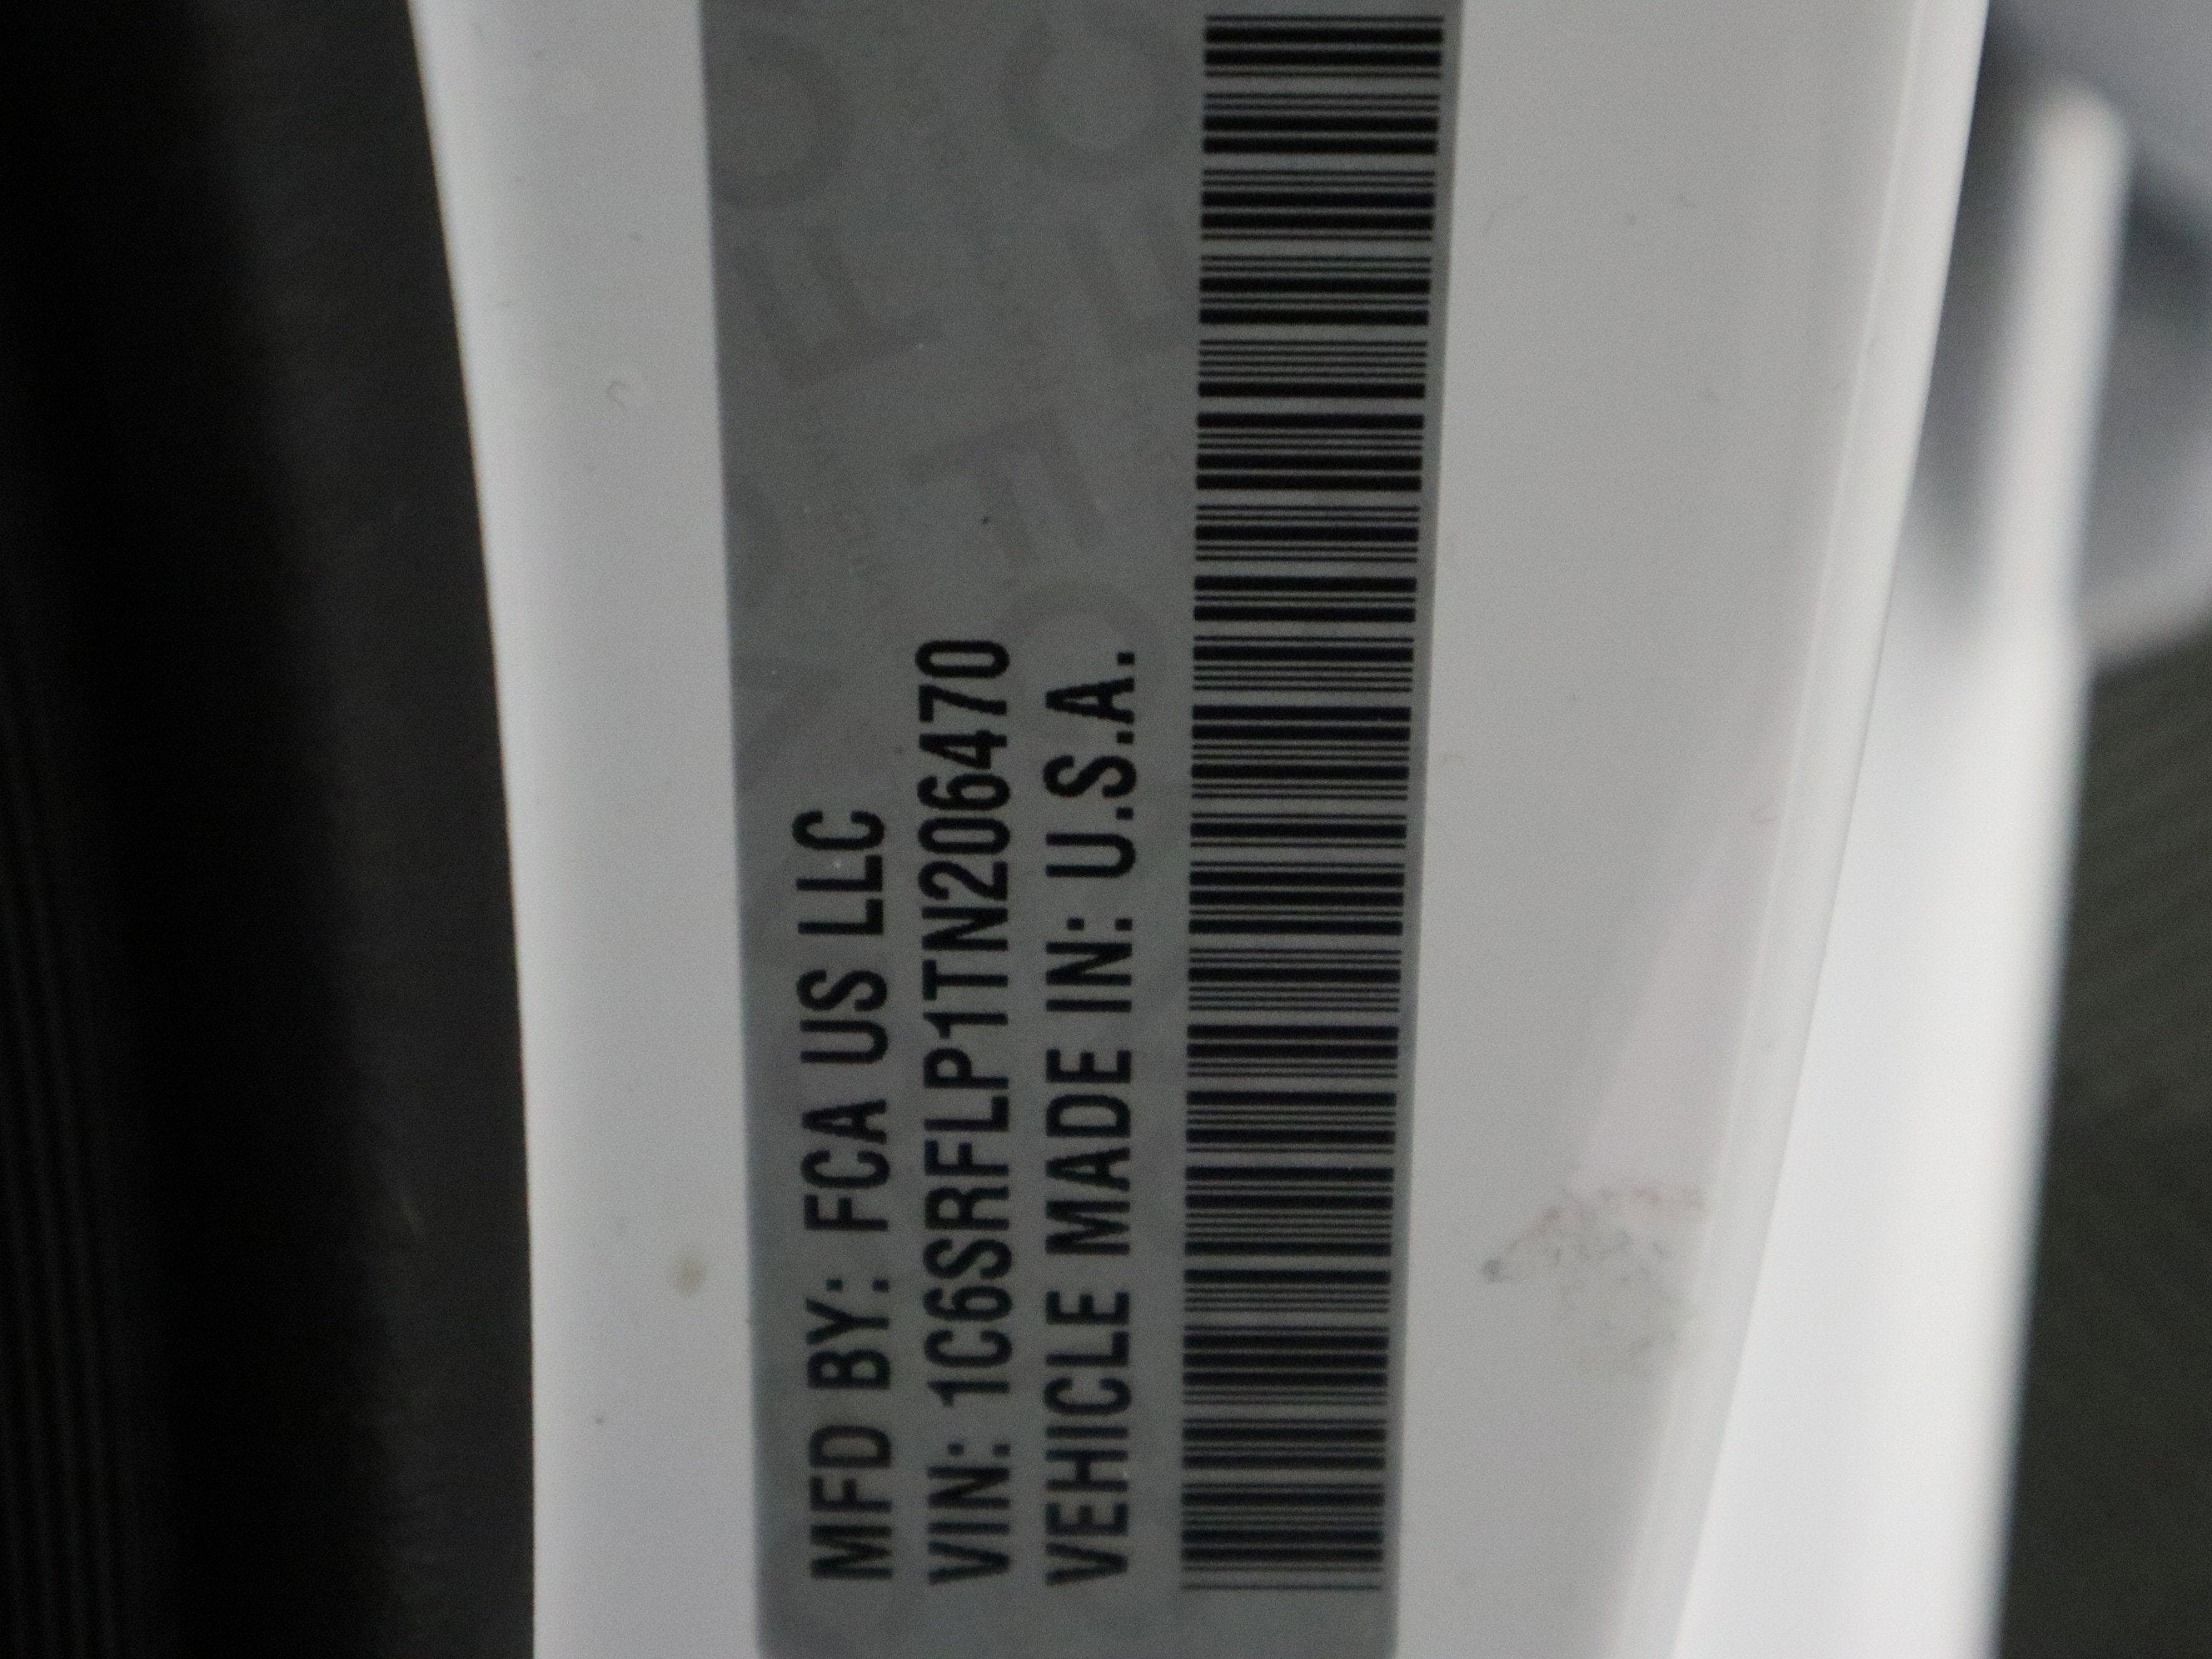 MFD BY: FCA US LLC
VIN: 1C6SRFLP1TN206470
VEHICLE MADE IN: U.S.A.